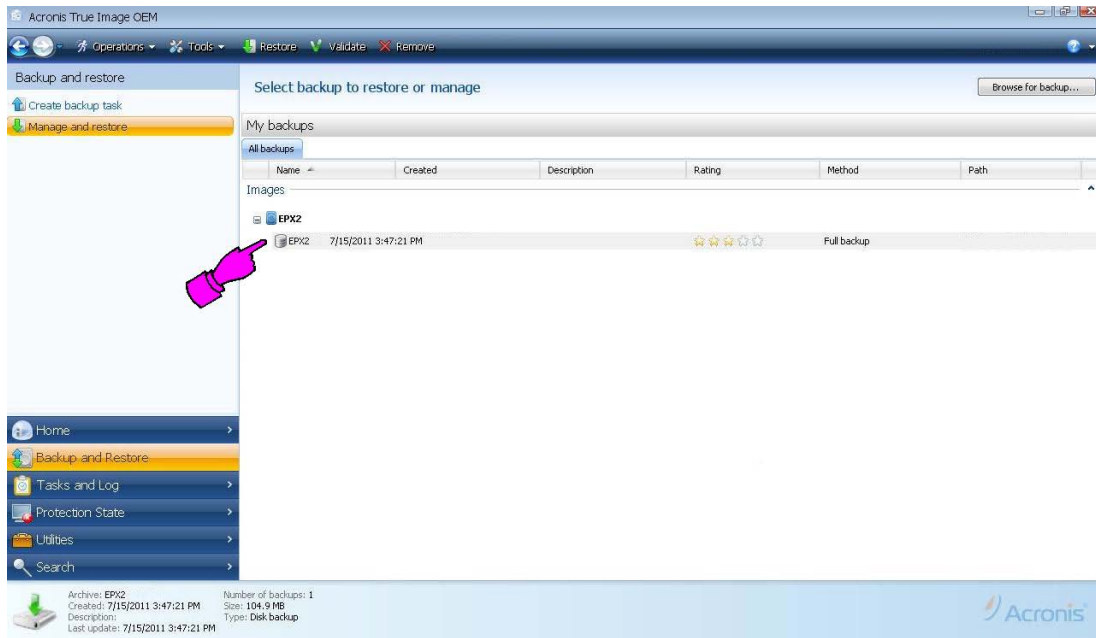 Acronis True Image OEM
Operations Tools Restore Validate Remove
Backup and restore
Create backup task
Manage and restore
Select backup to restore or manage
Browse for backup...
My backups
All backups
Name Created Description Rating Method Path
Images
EPX2
EPX2 7/15/2011 3:47:21 PM Full backup
Home
Backup and Restore
Tasks and Log
Protection State
Utilities
Search
Archive: EPX2 Number of backups: 1
Created: 7/15/2011 3:47:21 PM Size: 104.9 MB
Description: Type: Disk backup
Last update: 7/15/2011 3:47:21 PM
Acronis